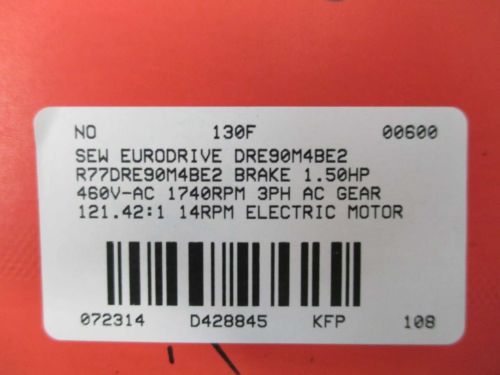 NO 130F 00600
SEW EURODRIVE DRE90M4BE2
R77DRE90M4BE2 BRAKE 1.50HP
460V-AC 1740RPM 3PH AC GEAR
121.42:1 14RPM ELECTRIC MOTOR
072314 D428845 KFP 108